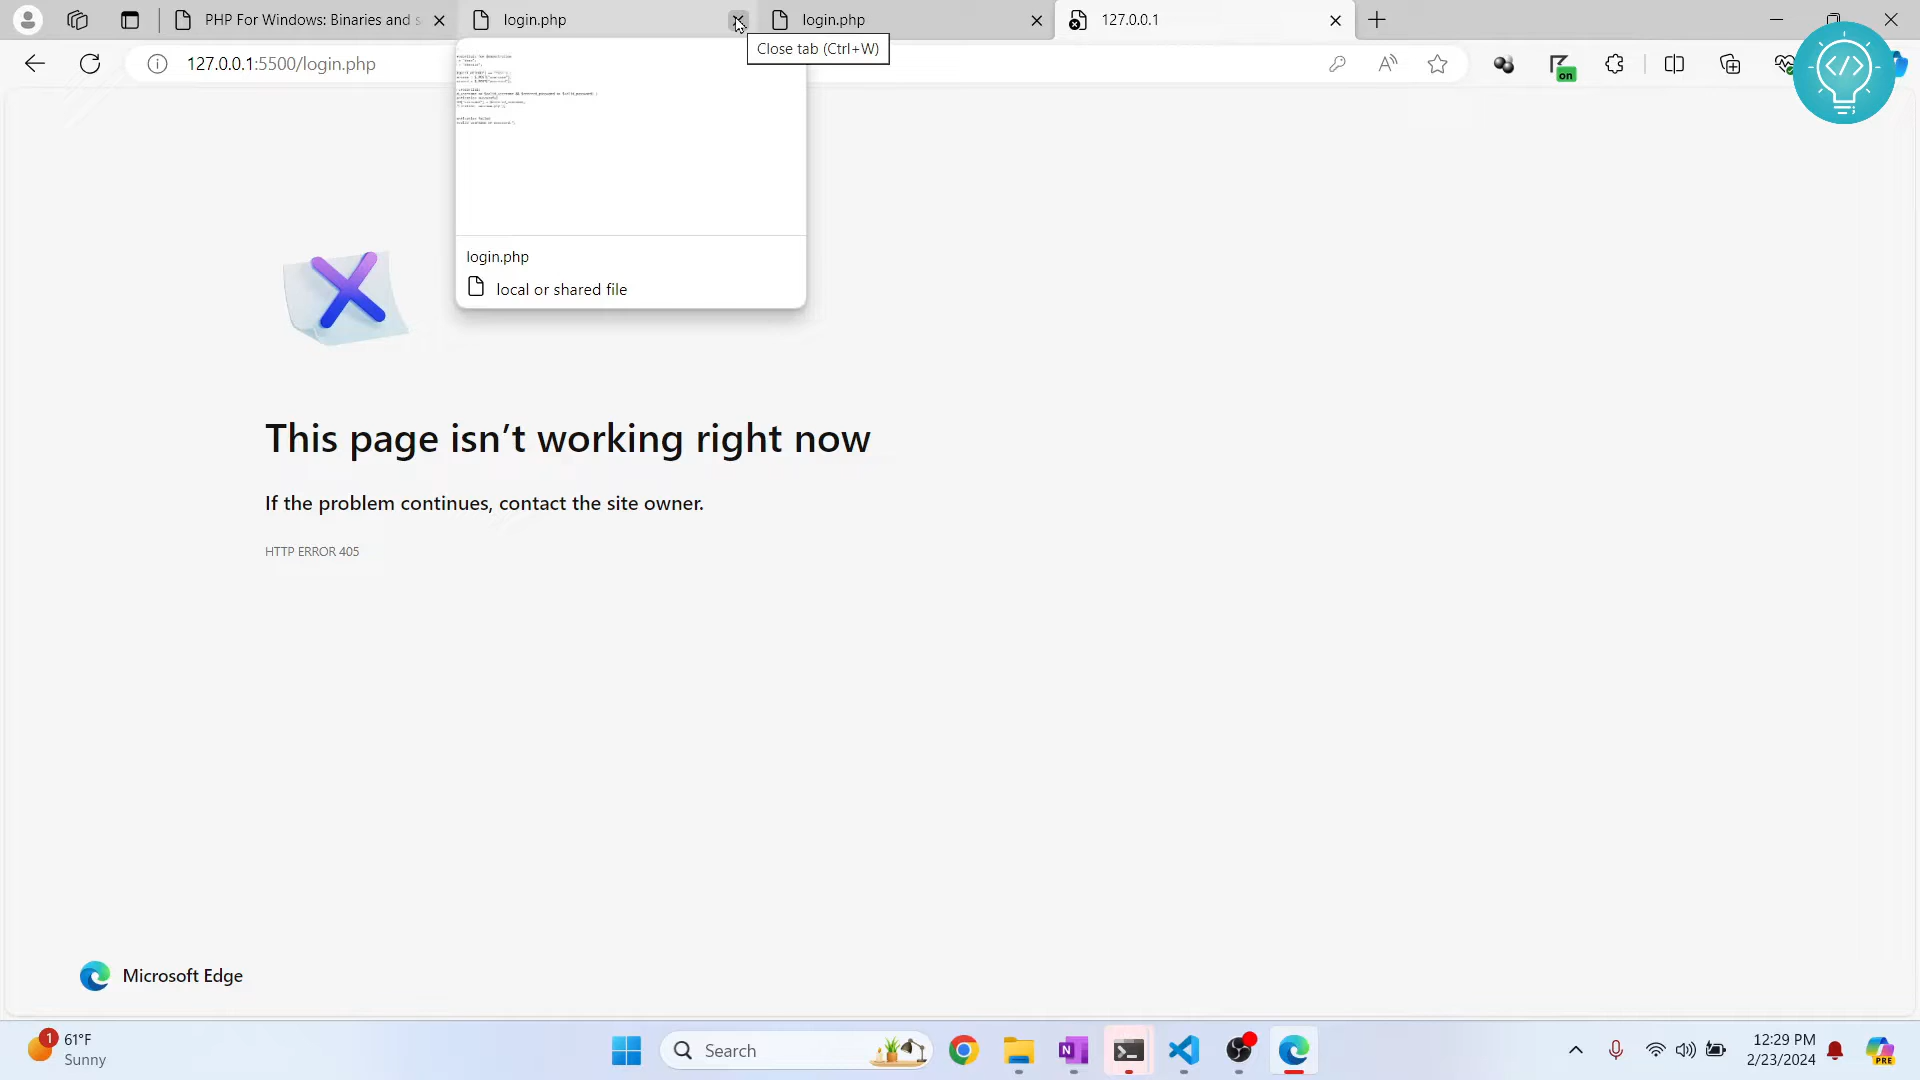 PHP For Windows: Binaries and s
login.php
login.php
127.0.0.1
Close tab (Ctrl+W)
127.0.0.1:5500/login.php
on
login.php
local or shared file
This page isn't working right now
If the problem continues, contact the site owner.
HTTP ERROR 405
Microsoft Edge
1
61°F
Sunny
Search
12:29 PM
2/23/2024
PRE